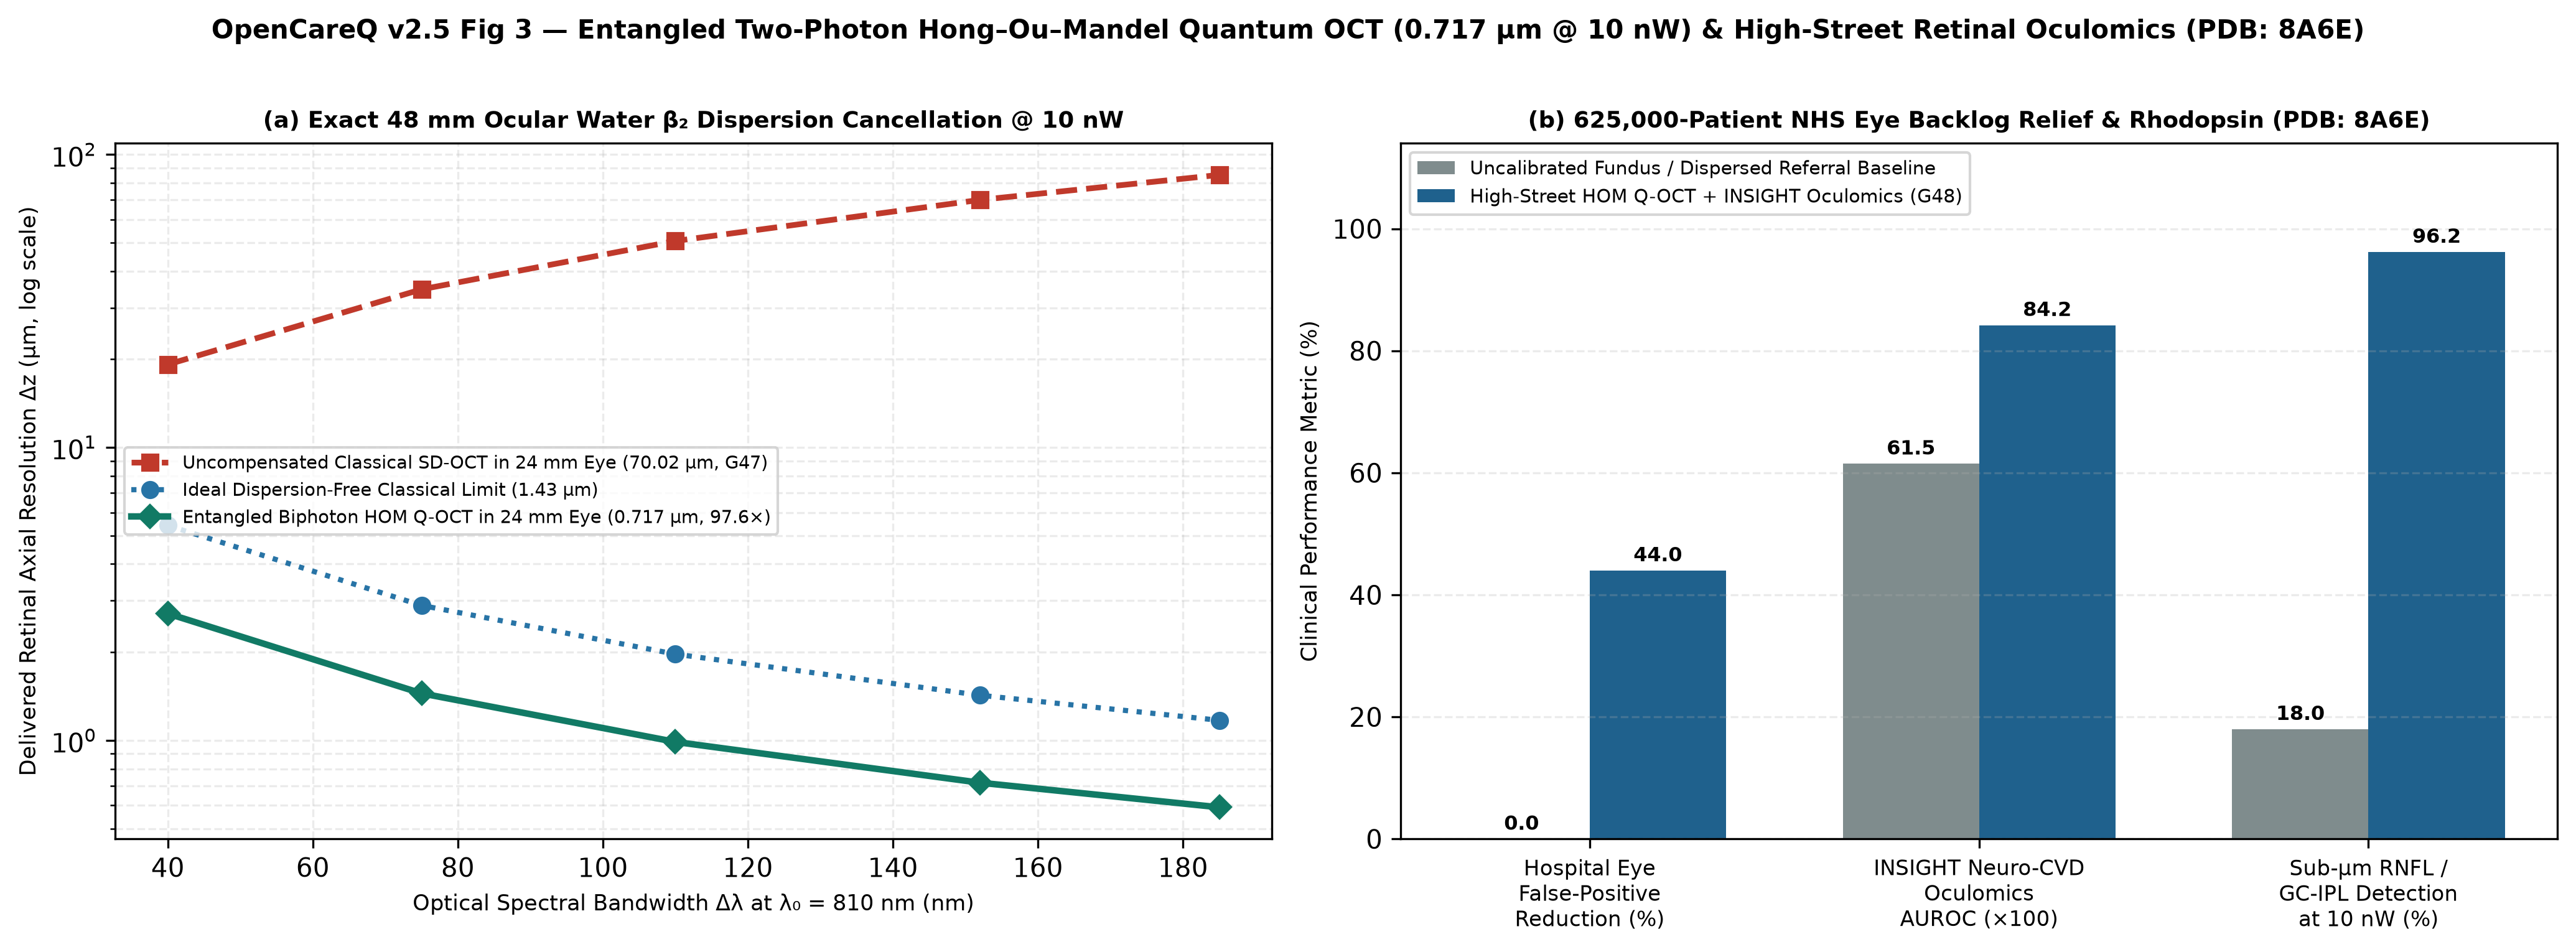 OpenCareQ v2.5 Fig 3 — Entangled Two-Photon Hong–Ou–Mandel Quantum OCT (0.717 μm @ 10 nW) & High-Street Retinal Oculomics (PDB: 8A6E)
(a) Exact 48 mm Ocular Water β₂ Dispersion Cancellation @ 10 nW
Delivered Retinal Axial Resolution Δz (μm, log scale)
10²
10¹
10⁰
Uncompensated Classical SD-OCT in 24 mm Eye (70.02 μm, G47)
Ideal Dispersion-Free Classical Limit (1.43 μm)
Entangled Biphoton HOM Q-OCT in 24 mm Eye (0.717 μm, 97.6×)
40 60 80 100 120 140 160 180
Optical Spectral Bandwidth Δλ at λ₀ = 810 nm (nm)
(b) 625,000-Patient NHS Eye Backlog Relief & Rhodopsin (PDB: 8A6E)
Uncalibrated Fundus / Dispersed Referral Baseline
High-Street HOM Q-OCT + INSIGHT Oculomics (G48)
Clinical Performance Metric (%)
100
80
60
40
20
0
0.0
44.0
61.5
84.2
18.0
96.2
Hospital Eye
False-Positive
Reduction (%)
INSIGHT Neuro-CVD
Oculomics
AUROC (×100)
Sub-μm RNFL /
GC-IPL Detection
at 10 nW (%)